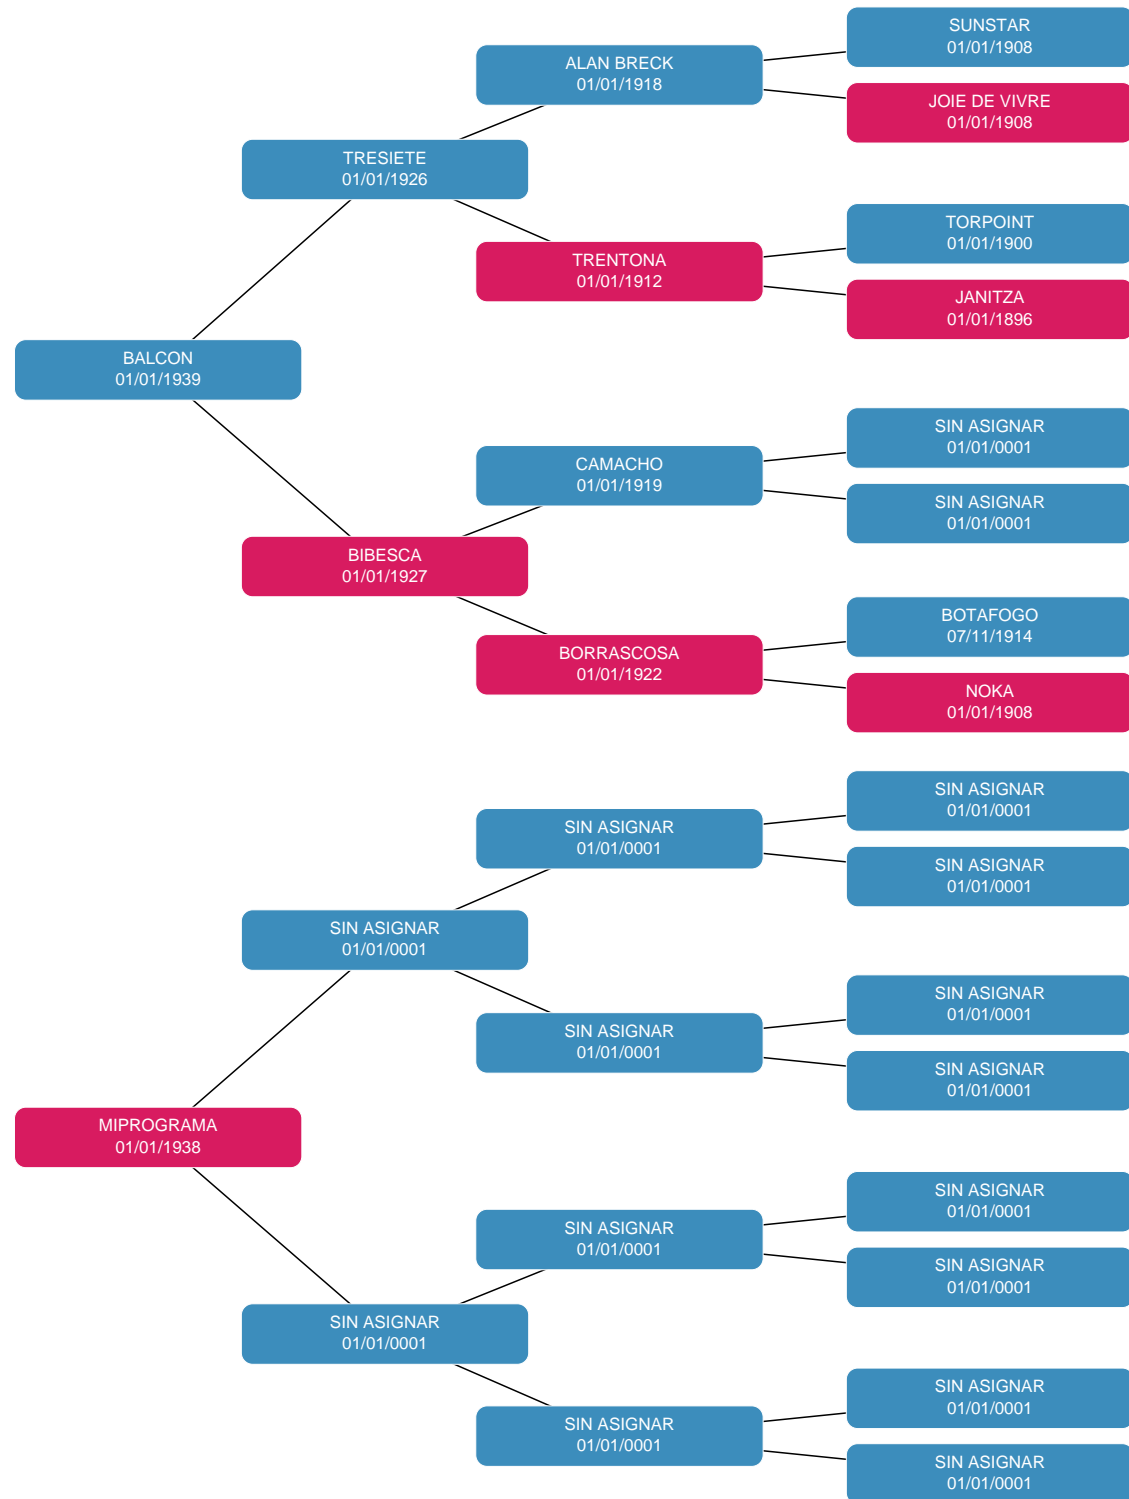 SUNSTAR
01/01/1908
ALAN BRECK
01/01/1918
JOIE DE VIVRE
01/01/1908
TRESIETE
01/01/1926
TORPOINT
01/01/1900
TRENTONA
01/01/1912
JANITZA
01/01/1896
BALCON
01/01/1939
SIN ASIGNAR
01/01/0001
CAMACHO
01/01/1919
SIN ASIGNAR
01/01/0001
BIBESCA
01/01/1927
BOTAFOGO
07/11/1914
BORRASCOSA
01/01/1922
NOKA
01/01/1908
SIN ASIGNAR
01/01/0001
SIN ASIGNAR
01/01/0001
SIN ASIGNAR
01/01/0001
SIN ASIGNAR
01/01/0001
SIN ASIGNAR
01/01/0001
SIN ASIGNAR
01/01/0001
SIN ASIGNAR
01/01/0001
MIPROGRAMA
01/01/1938
SIN ASIGNAR
01/01/0001
SIN ASIGNAR
01/01/0001
SIN ASIGNAR
01/01/0001
SIN ASIGNAR
01/01/0001
SIN ASIGNAR
01/01/0001
SIN ASIGNAR
01/01/0001
SIN ASIGNAR
01/01/0001